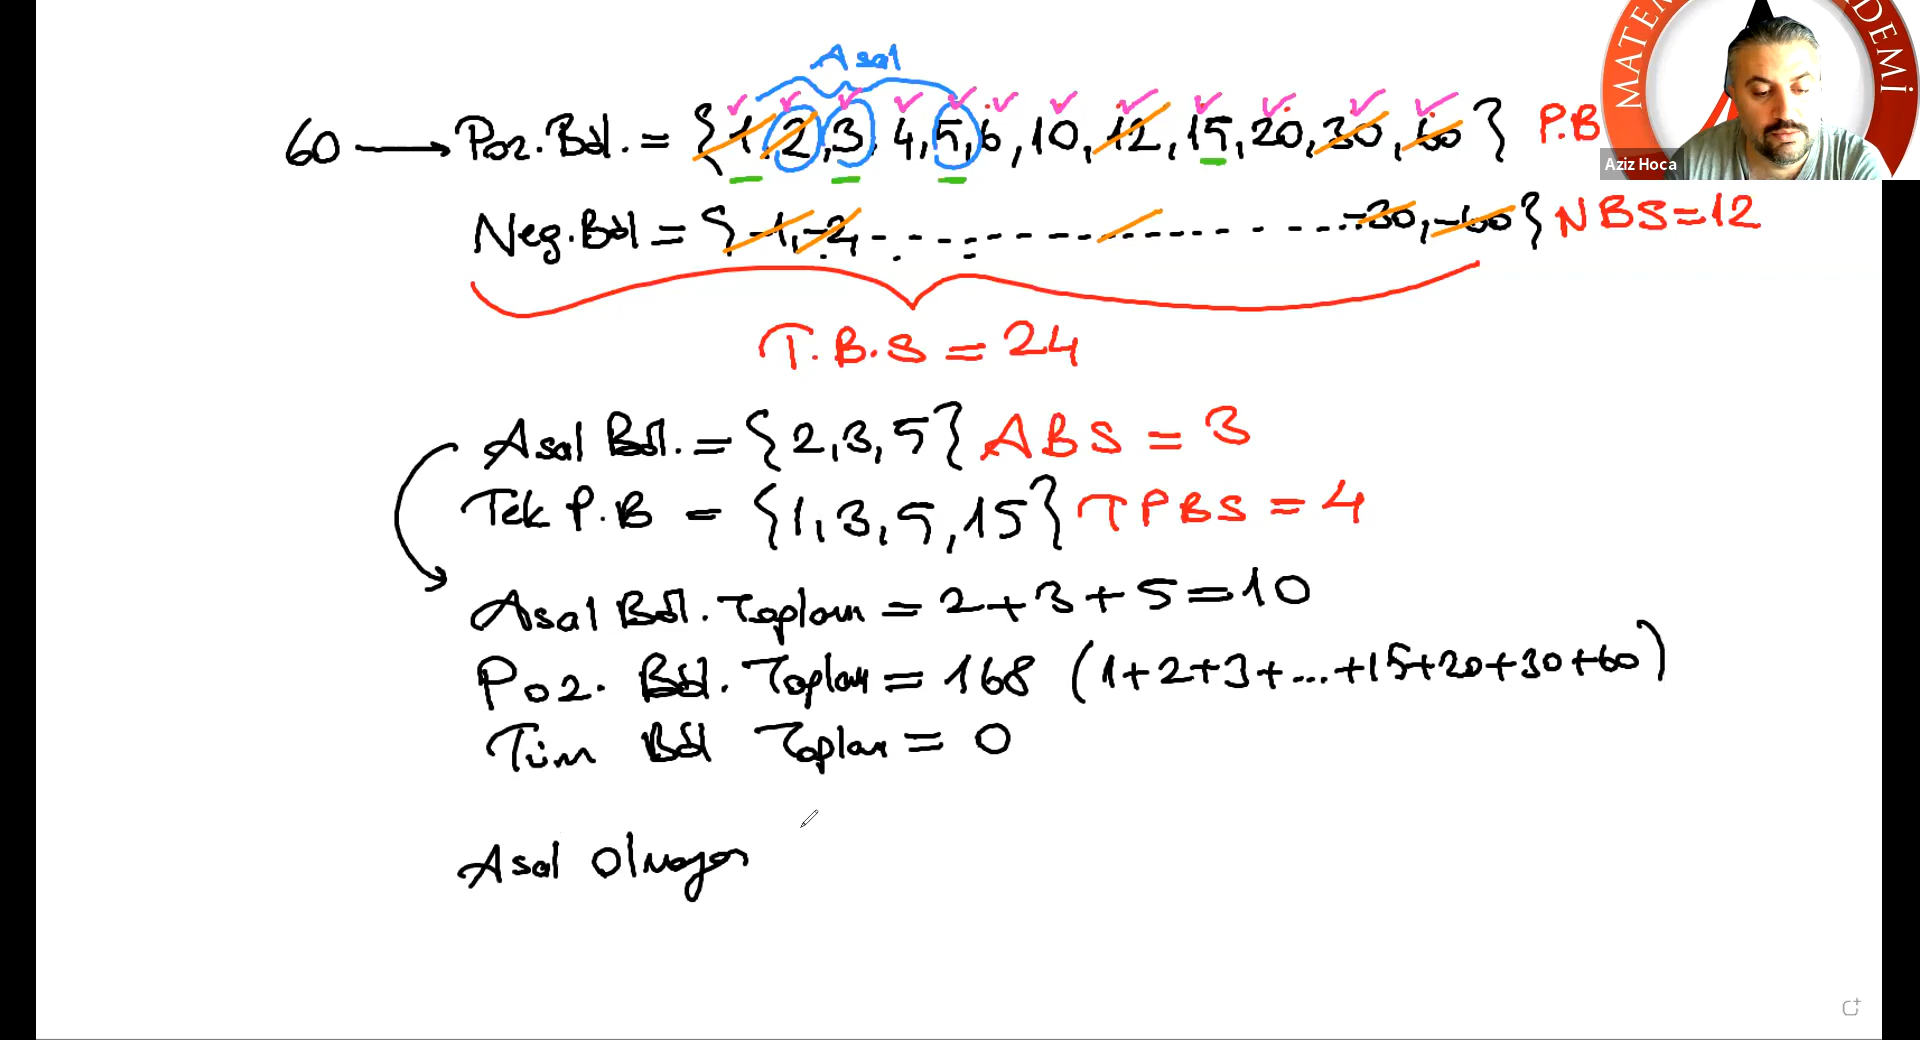 Asal
60 → Poz. Böl. = {1, 2, 3, 4, 5, 6, 10, 12, 15, 20, 30, 60} P.B
Neg. Böl = {-1, -2, - - - - - - - - - - -30, -60} NBS=12
T.B.S = 24
Asal Böl. = {2,3,5} ABS = 3
Tek P.B = {1,3,5,15} TPBS = 4
Asal Böl. Toplam = 2+3+5=10
Poz. Böl. Toplam = 168 (1+2+3+...+15+20+30+60)
Tüm Böl Toplam = 0
Asal Olmayan
MATEM
DEMİ
Aziz Hoca